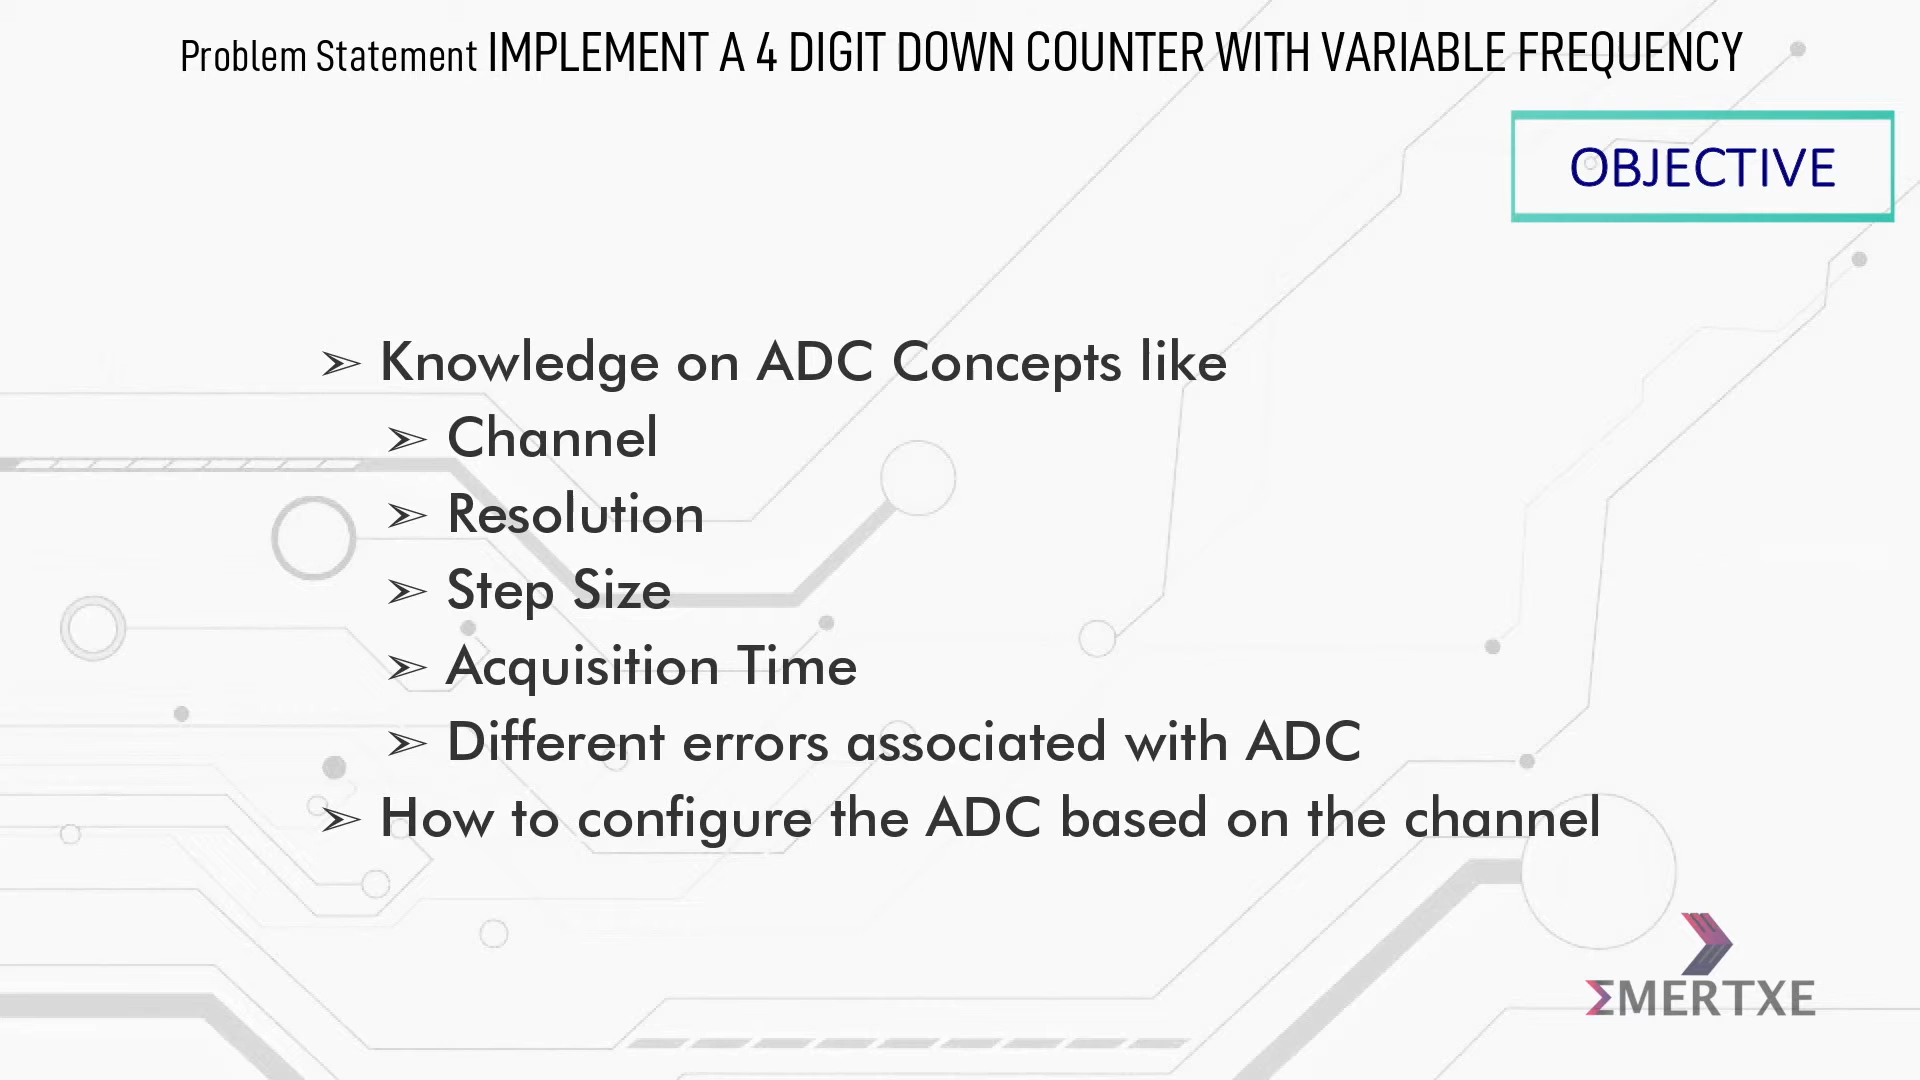 Problem Statement IMPLEMENT A 4 DIGIT DOWN COUNTER WITH VARIABLE FREQUENCY
OBJECTIVE
➢ Knowledge on ADC Concepts like
➢ Channel
➢ Resolution
➢ Step Size
➢ Acquisition Time
➢ Different errors associated with ADC
➢ How to configure the ADC based on the channel
ΣMERTXE